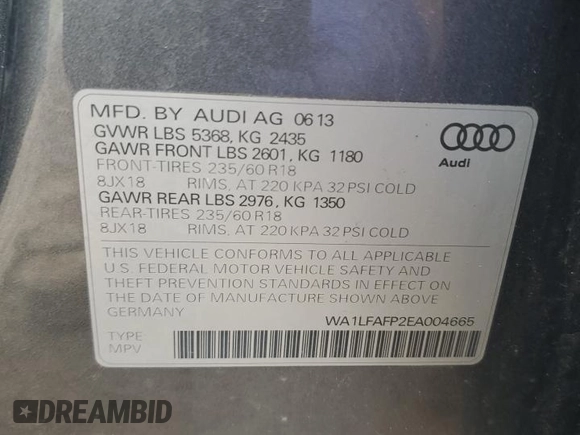 MFD. BY AUDI AG 06 13
GVWR LBS 5368, KG 2435
GAWR FRONT LBS 2601, KG 1180
FRONT-TIRES 235/60 R18
8JX18 RIMS, AT 220 KPA 32 PSI COLD
GAWR REAR LBS 2976, KG 1350
REAR-TIRES 235/60 R18
8JX18 RIMS, AT 220 KPA 32 PSI COLD
Audi
THIS VEHICLE CONFORMS TO ALL APPLICABLE
U.S. FEDERAL MOTOR VEHICLE SAFETY AND
THEFT PREVENTION STANDARDS IN EFFECT ON
THE DATE OF MANUFACTURE SHOWN ABOVE
GERMANY
WA1LFAFP2EA004665
TYPE
MPV
DREAMBID